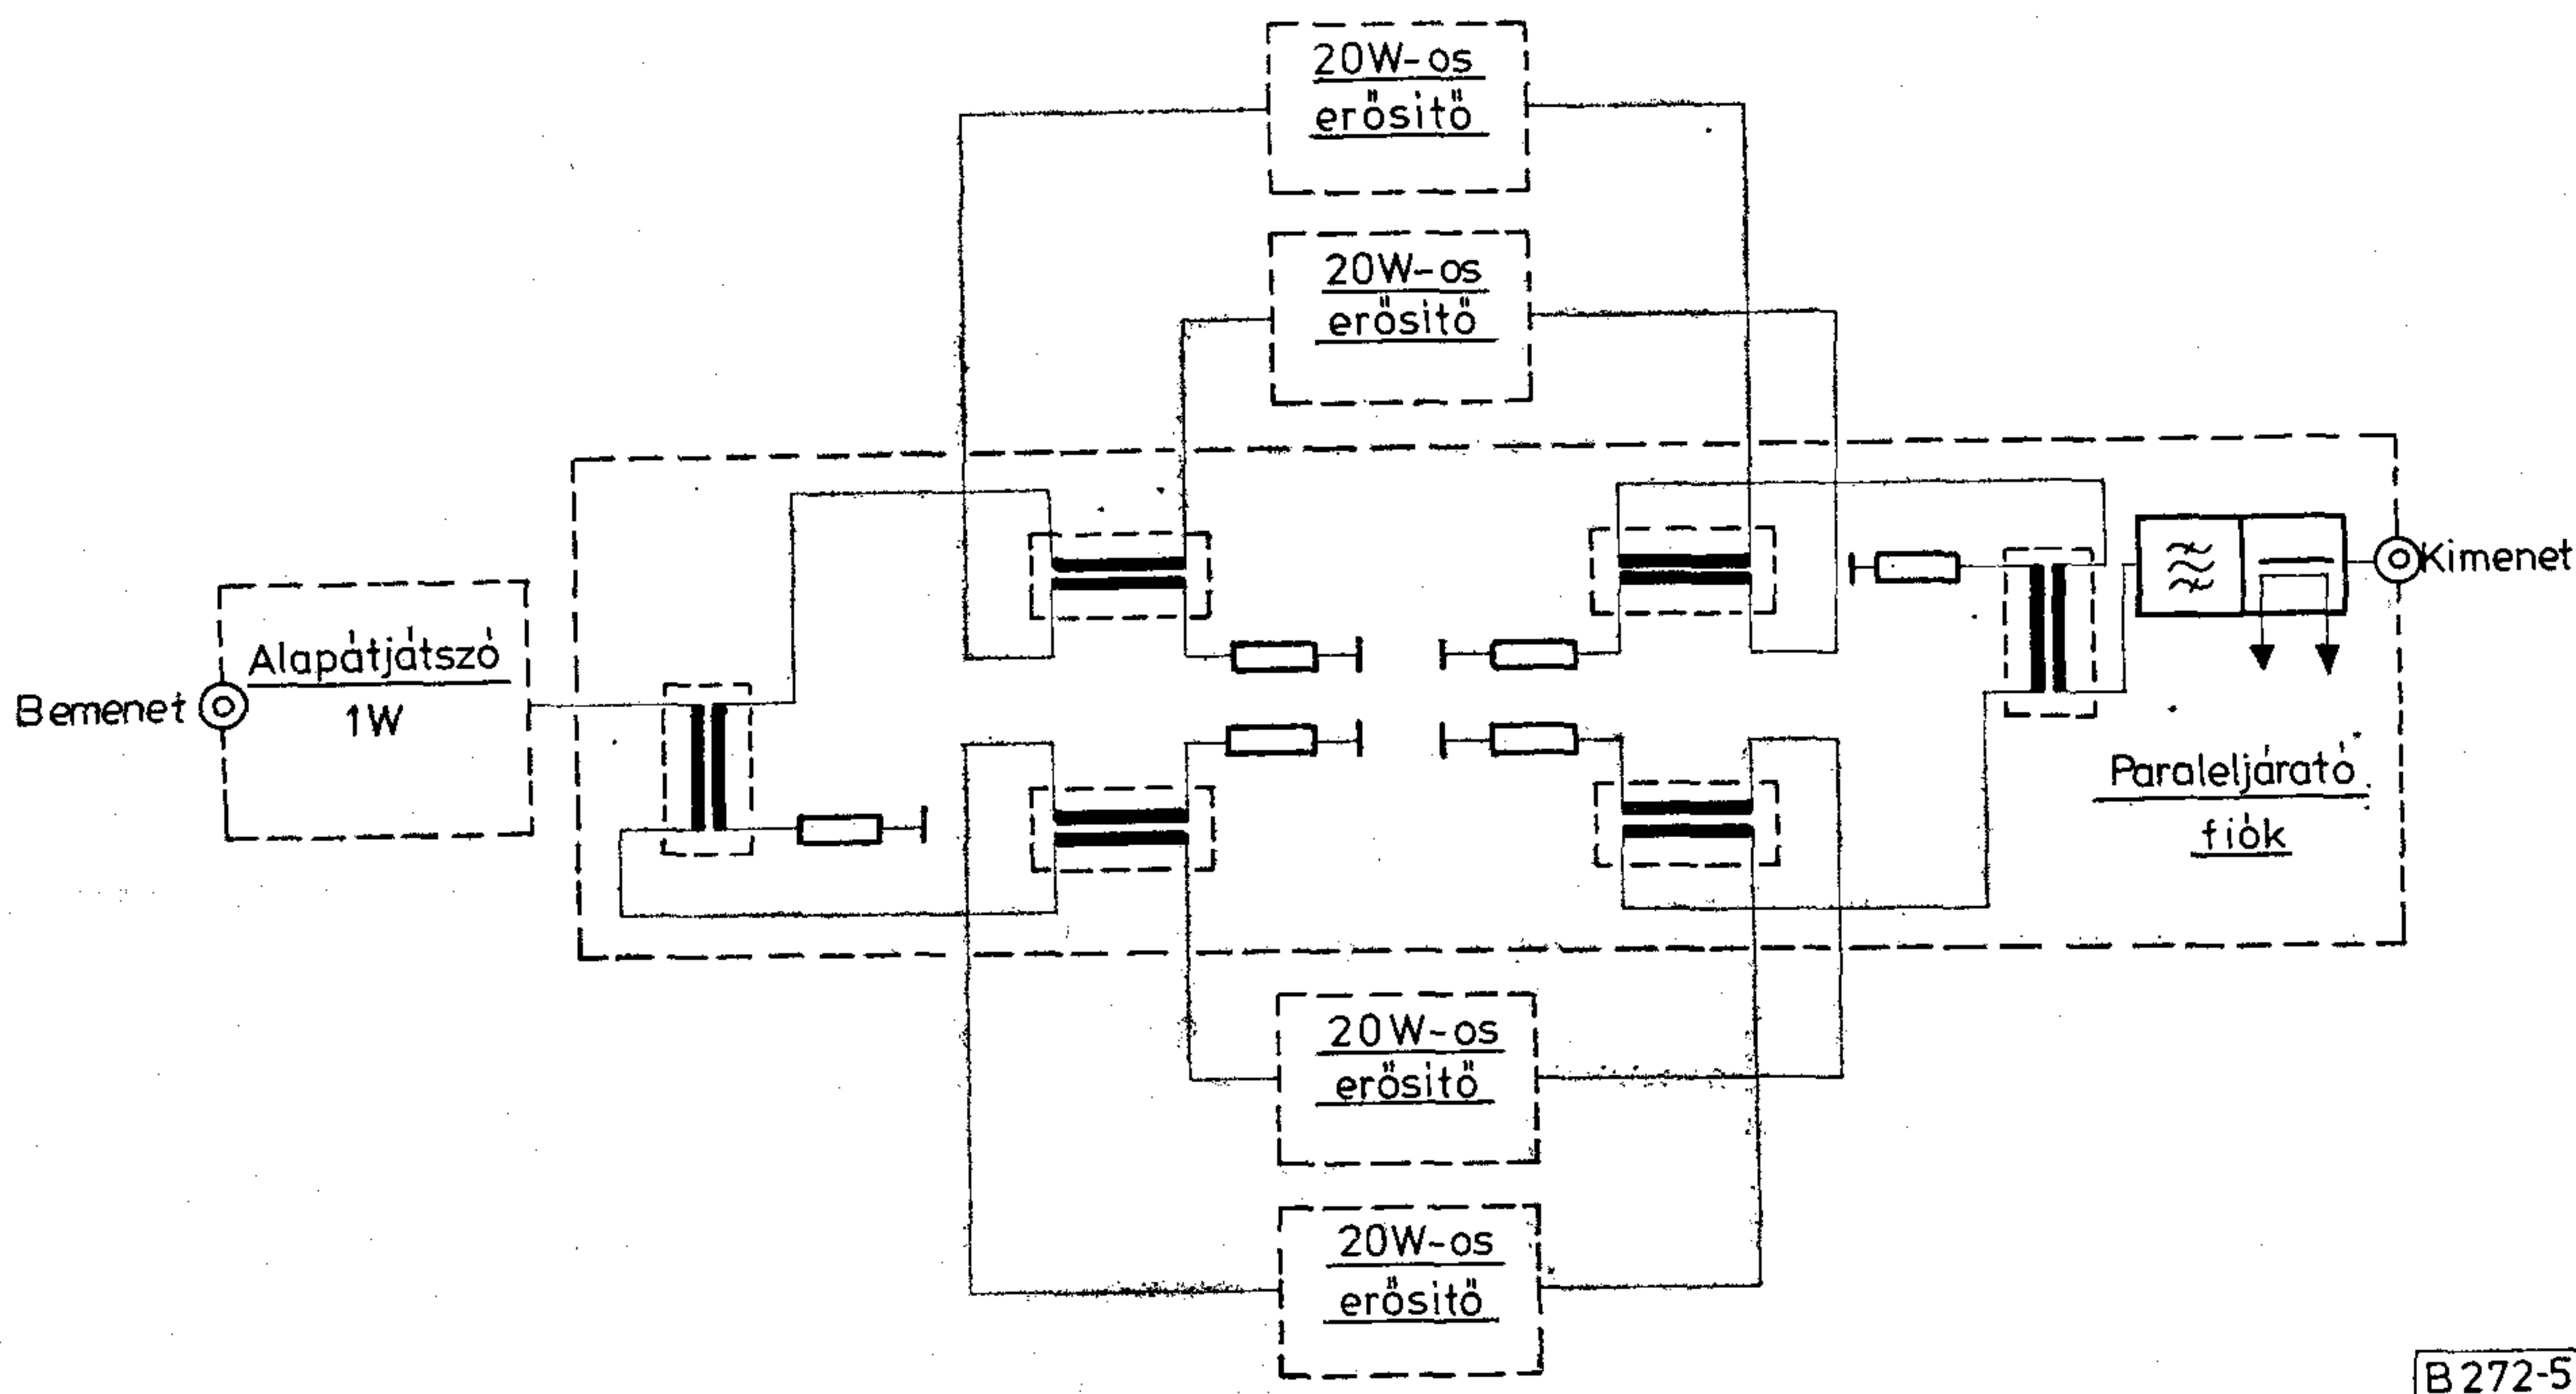 20W-os
erősitő
20W-os
erősitő
Bemenet
Alapátjátszó
1W
Kimenet
Paraleljárató
fiók
20W-os
erősitő
20W-os
erősitő
B272-5